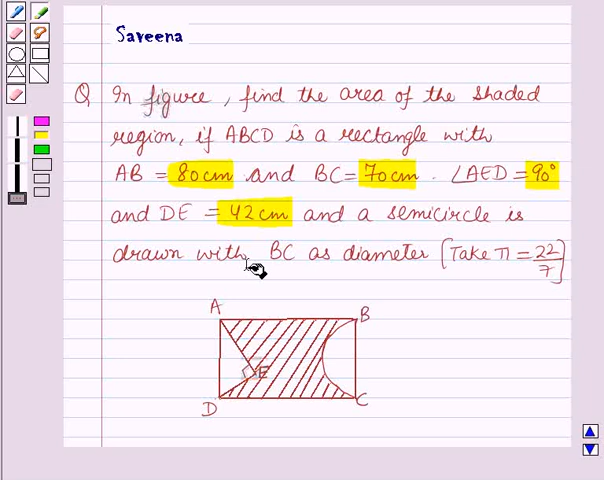 Saveena
Q In figure, find the area of the shaded
region, if ABCD is a rectangle with
AB = 80cm and BC= 70cm. ∠AED = 90°
and DE = 42cm and a semicircle is
drawn with BC as diameter [Take π = 22/7]
A B
E
D C